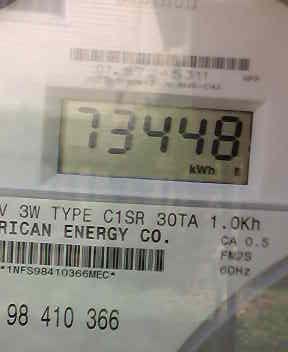 73448
kWh
V 3W TYPE C1SR 30TA 1.0Kh
RICAN ENERGY CO.
CA 0.5
FM2S
60Hz
*1NFS98410366MEC*
98 410 366